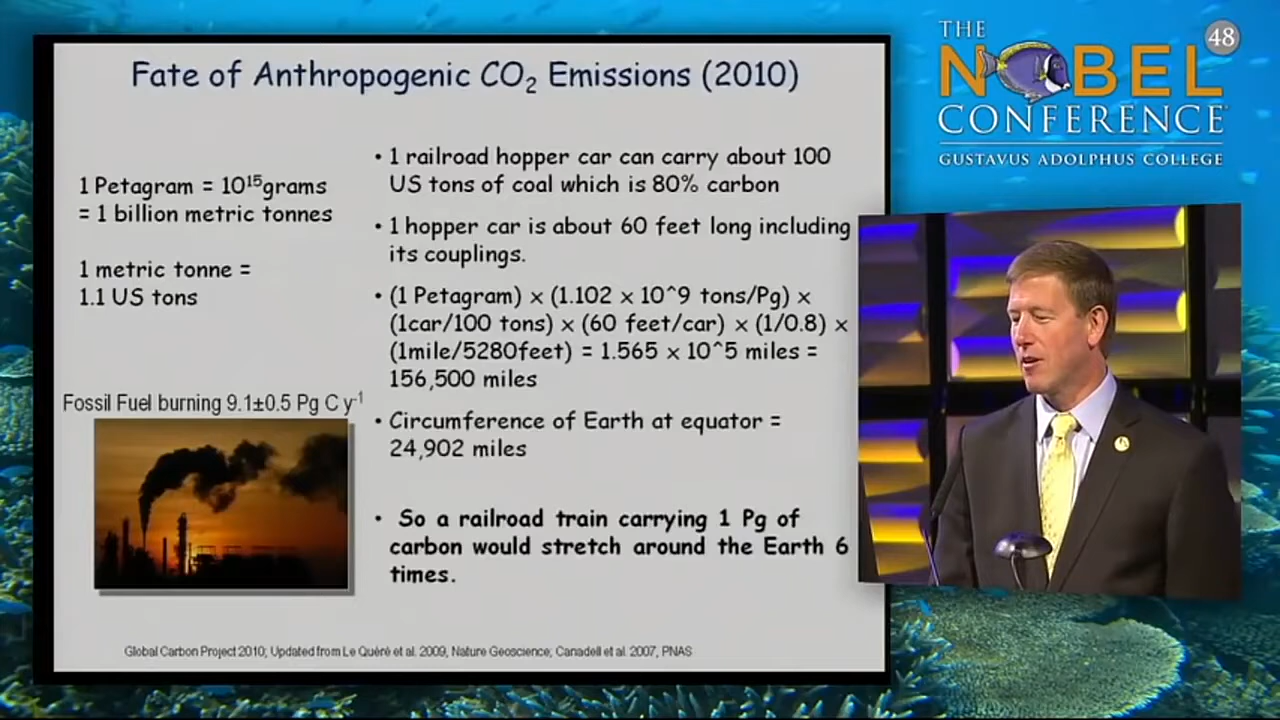 Fate of Anthropogenic CO₂ Emissions (2010)
1 Petagram = 10¹⁵grams
= 1 billion metric tonnes
1 metric tonne =
1.1 US tons
Fossil Fuel burning 9.1±0.5 Pg C y⁻¹
• 1 railroad hopper car can carry about 100
US tons of coal which is 80% carbon
• 1 hopper car is about 60 feet long including
its couplings.
• (1 Petagram) x (1.102 x 10^9 tons/Pg) x
(1car/100 tons) x (60 feet/car) x (1/0.8) x
(1mile/5280feet) = 1.565 x 10^5 miles =
156,500 miles
• Circumference of Earth at equator =
24,902 miles
• So a railroad train carrying 1 Pg of
carbon would stretch around the Earth 6
times.
Global Carbon Project 2010; Updated from Le Quéré et al. 2009, Nature Geoscience; Canadell et al. 2007, PNAS
THE
NOBEL
48
CONFERENCE
GUSTAVUS ADOLPHUS COLLEGE